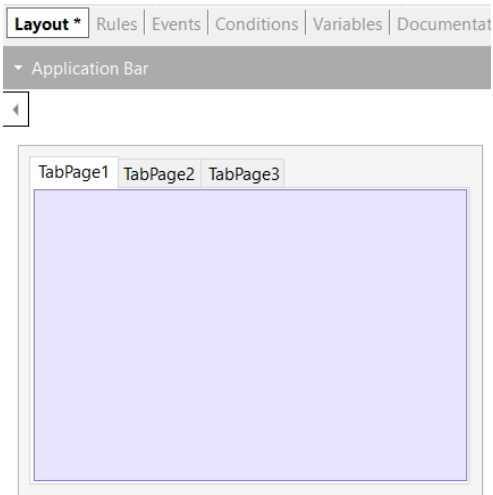 Layout * Rules Events Conditions Variables Documentat
Application Bar
TabPage1 TabPage2 TabPage3